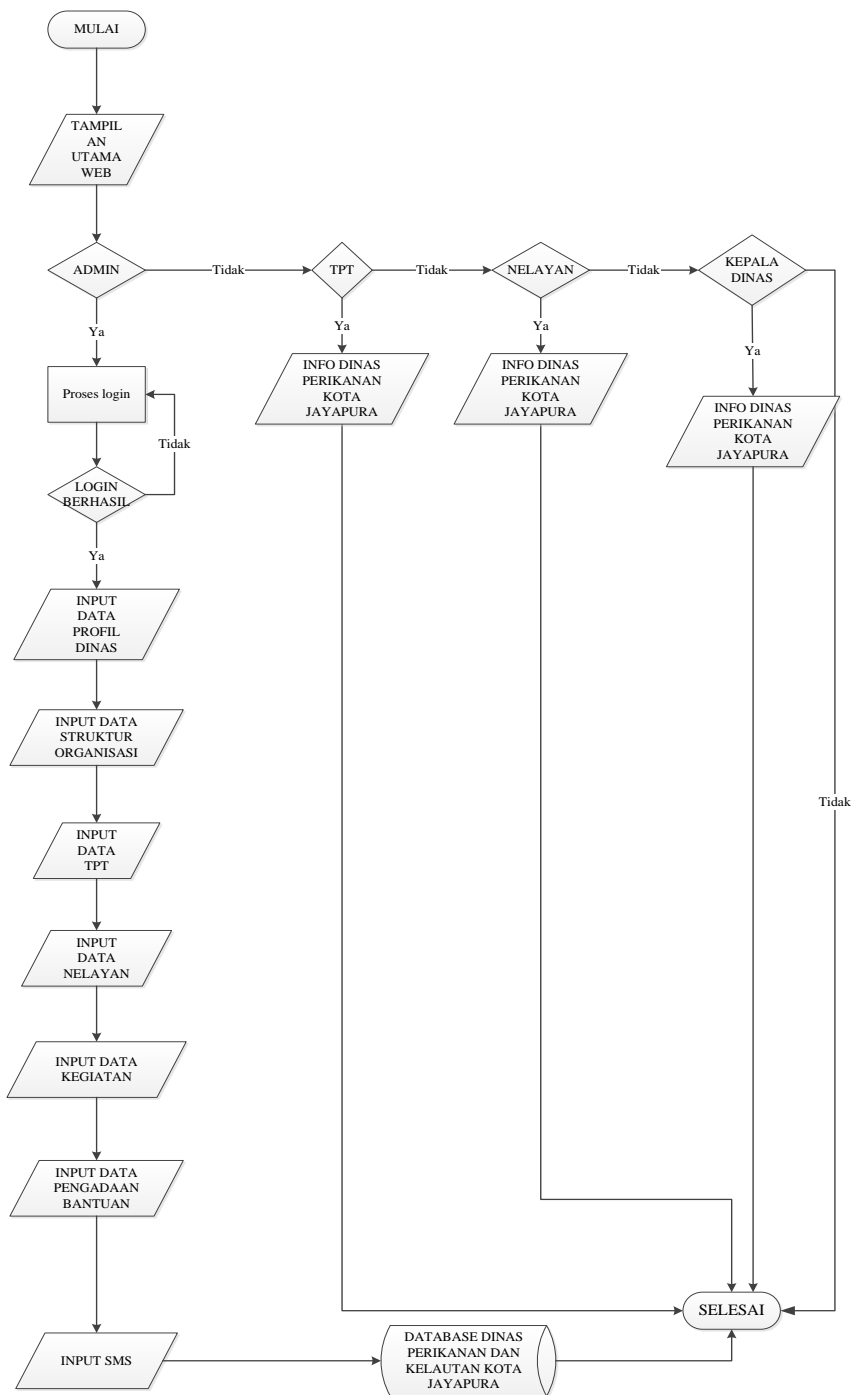 MULAI
TAMPIL
AN
UTAMA
WEB
ADMIN
Tidak
TPT
Tidak
NELAYAN
Tidak
KEPALA
DINAS
Ya
Ya
Ya
Ya
Proses login
Tidak
INFO DINAS
PERIKANAN
KOTA
JAYAPURA
INFO DINAS
PERIKANAN
KOTA
JAYAPURA
INFO DINAS
PERIKANAN
KOTA
JAYAPURA
LOGIN
BERHASIL
Ya
INPUT
DATA
PROFIL
DINAS
INPUT DATA
STRUKTUR
ORGANISASI
Tidak
INPUT
DATA
TPT
INPUT
DATA
NELAYAN
INPUT DATA
KEGIATAN
INPUT DATA
PENGADAAN
BANTUAN
SELESAI
INPUT SMS
DATABASE DINAS
PERIKANAN DAN
KELAUTAN KOTA
JAYAPURA